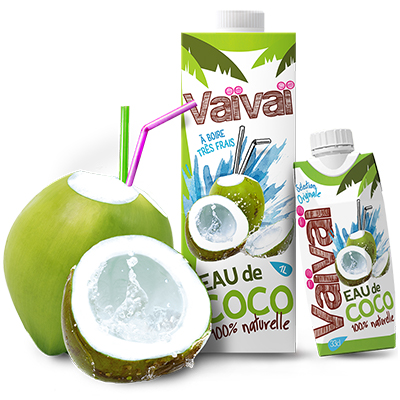 Vaïvaï
À BOIRE
TRÈS FRAIS
1L
EAU de
COCO
100% naturelle
Sélection
Originale
Vaïvaï
EAU de
COCO
100% naturelle
33cl